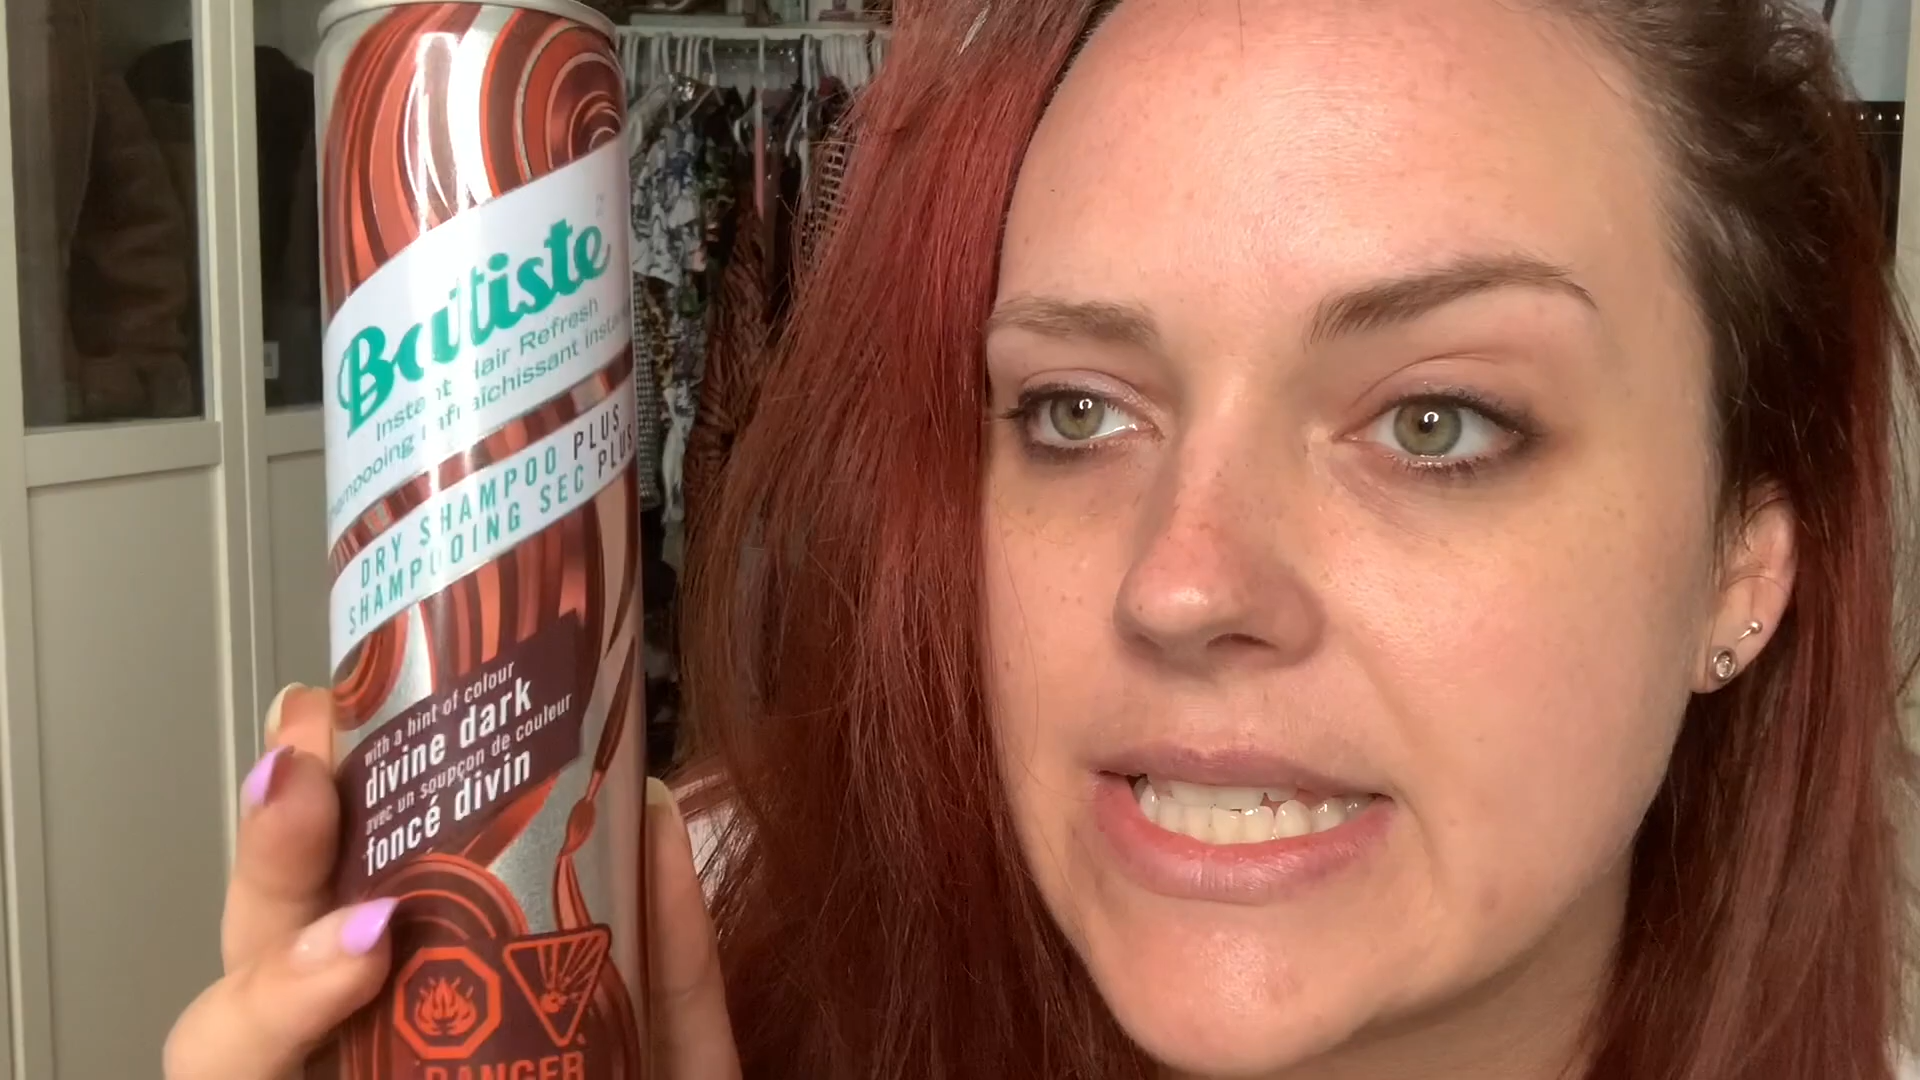 Batiste
Instant Hair Refresh
Shampooing rafraîchissant insta
DRY SHAMPOO PLUS
SHAMPOOING SEC PLUS
with a hint of colour
divine dark
avec un soupçon de couleur
foncé divin
DANGER